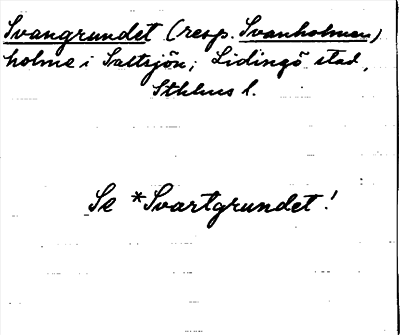 Svangrundet (resp. Svanholmen)
holme i Saltsjön; Lidingö stad,
Sthlms l.
Se *Svartgrundet!